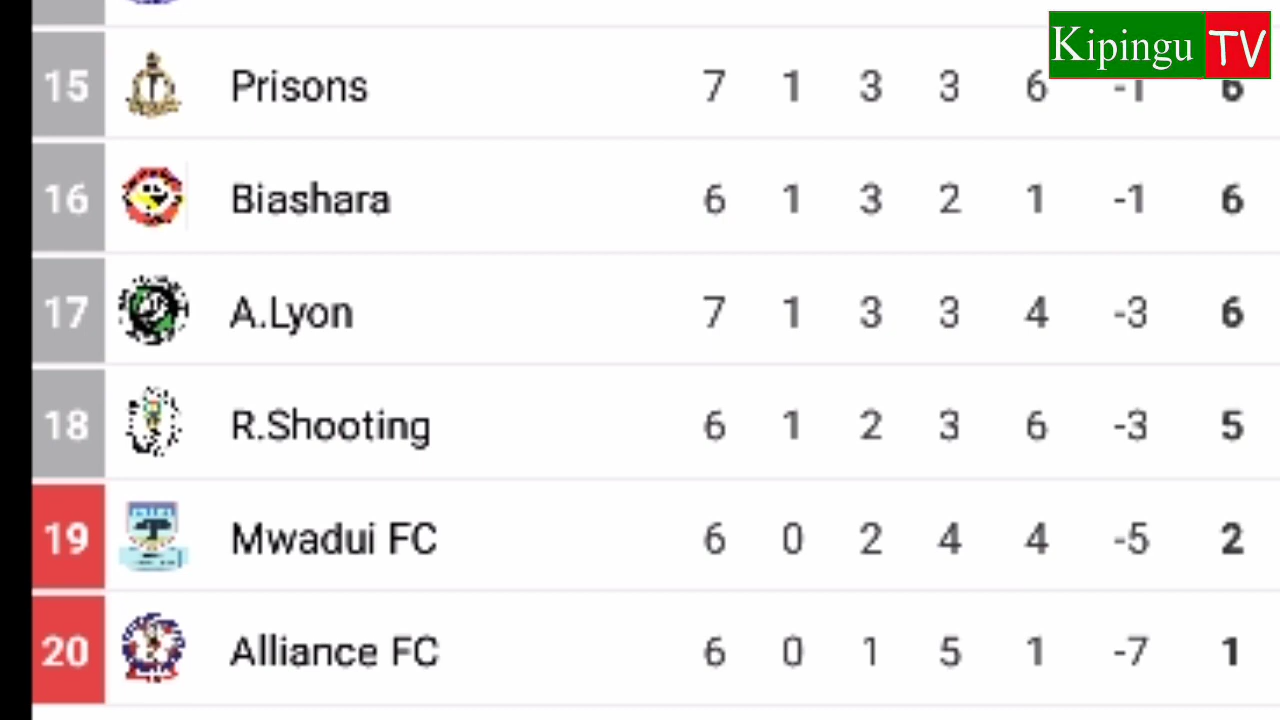 Kipingu TV
15 Prisons 7 1 3 3 6 -1 6
16 Biashara 6 1 3 2 1 -1 6
17 A.Lyon 7 1 3 3 4 -3 6
18 R.Shooting 6 1 2 3 6 -3 5
19 Mwadui FC 6 0 2 4 4 -5 2
20 Alliance FC 6 0 1 5 1 -7 1